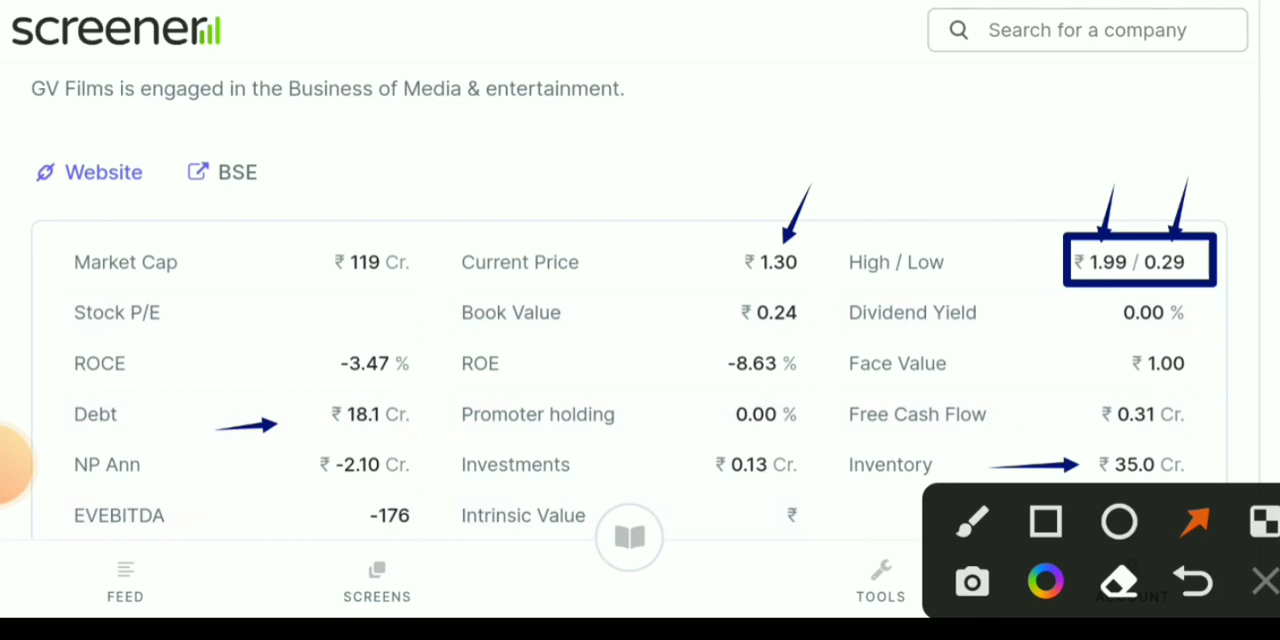 screener
Search for a company
GV Films is engaged in the Business of Media & entertainment.
Website BSE
Market Cap ₹ 119 Cr. Current Price ₹ 1.30 High / Low ₹ 1.99 / 0.29
Stock P/E Book Value ₹ 0.24 Dividend Yield 0.00 %
ROCE -3.47 % ROE -8.63 % Face Value ₹ 1.00
Debt ₹ 18.1 Cr. Promoter holding 0.00 % Free Cash Flow ₹ 0.31 Cr.
NP Ann ₹ -2.10 Cr. Investments ₹ 0.13 Cr. Inventory ₹ 35.0 Cr.
EVEBITDA -176 Intrinsic Value ₹
FEED SCREENS TOOLS ACCOUNT